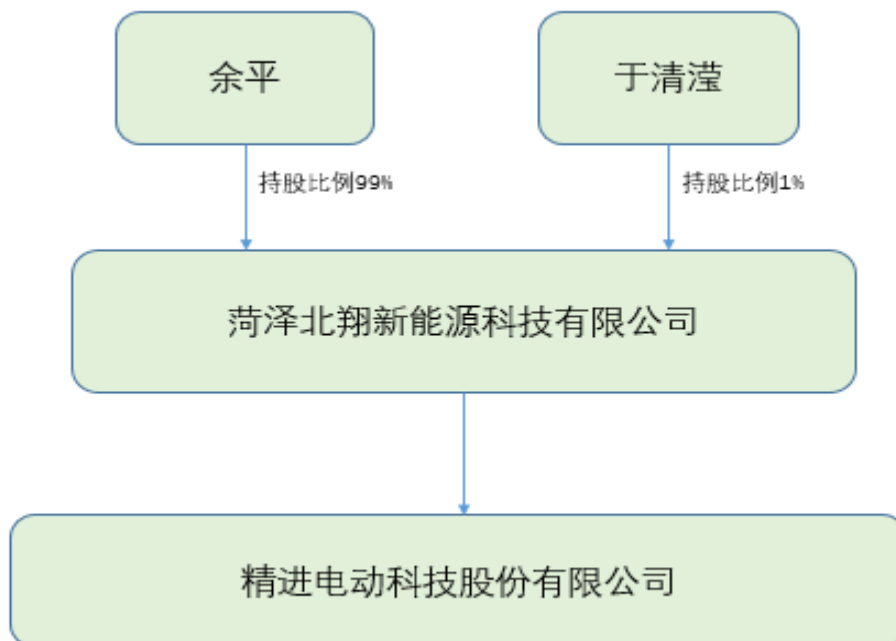 余平
于清滢
持股比例99%
持股比例1%
菏泽北翔新能源科技有限公司
精进电动科技股份有限公司